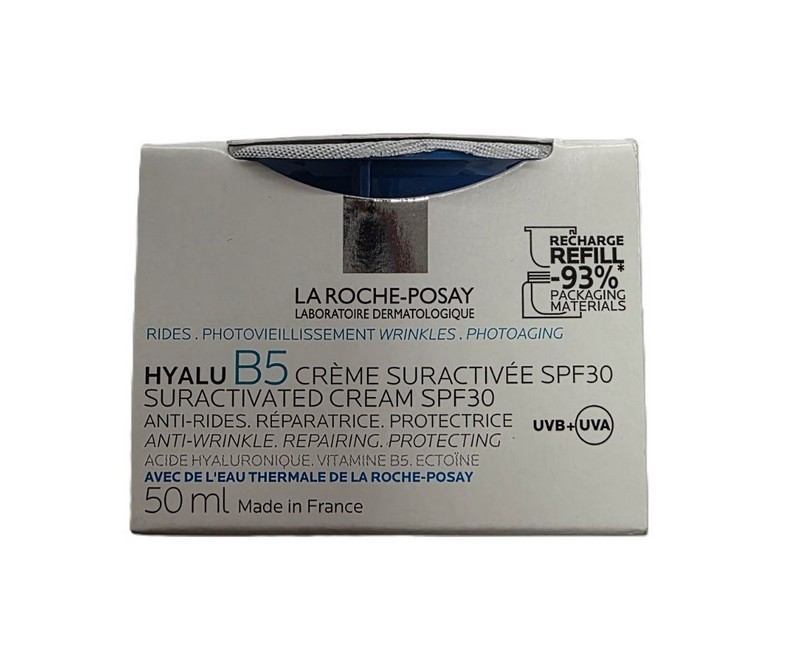 LA ROCHE-POSAY
LABORATOIRE DERMATOLOGIQUE
RECHARGE
REFILL
-93%*
PACKAGING
MATERIALS
RIDES . PHOTOVIEILLISSEMENT WRINKLES . PHOTOAGING
HYALU B5 CRÈME SURACTIVÉE SPF30
SURACTIVATED CREAM SPF30
ANTI-RIDES. RÉPARATRICE. PROTECTRICE
ANTI-WRINKLE. REPAIRING. PROTECTING
UVB+UVA
ACIDE HYALURONIQUE. VITAMINE B5. ECTOÏNE
AVEC DE L'EAU THERMALE DE LA ROCHE-POSAY
50 ml Made in France